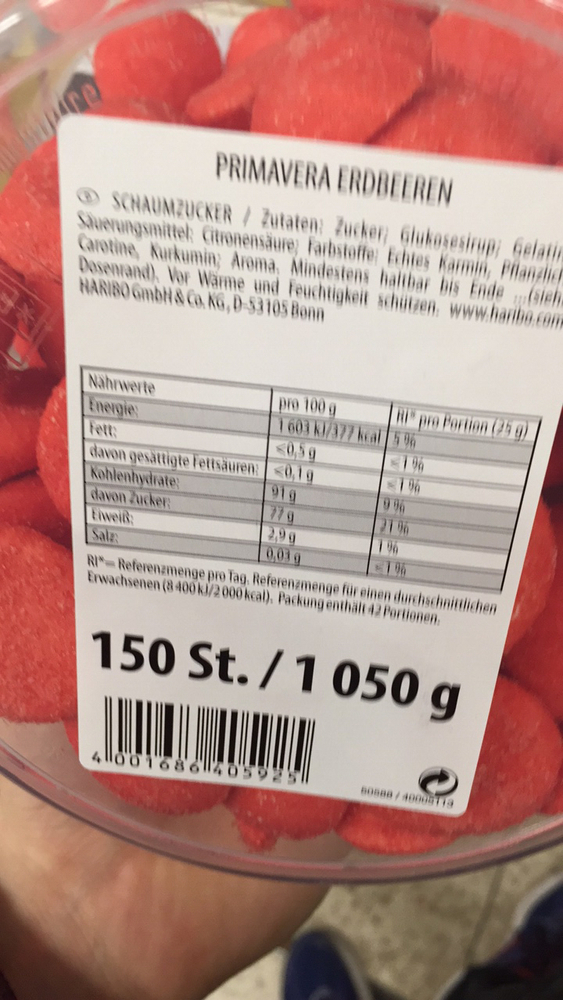 PRIMAVERA ERDBEEREN
D SCHAUMZUCKER / Zutaten: Zucker; Glukosesirup; Gelatin
Säuerungsmittel: Citronensäure; Farbstoffe: Echtes Karmin, Pflanzlich
Carotine, Kurkumin; Aroma. Mindestens haltbar bis Ende ...(sieh
Dosenrand). Vor Wärme und Feuchtigkeit schützen. www.haribo.com
HARIBO GmbH & Co. KG, D-53105 Bonn
Nährwerte pro 100 g RI* pro Portion (25 g)
Energie: 1 603 kJ/377 kcal 5 %
Fett: <0,5 g <1 %
davon gesättigte Fettsäuren: <0,1 g <1 %
Kohlenhydrate: 91 g 9 %
davon Zucker: 77 g 21 %
Eiweiß: 2,9 g 1 %
Salz: 0,03 g <1 %
RI*= Referenzmenge pro Tag. Referenzmenge für einen durchschnittlichen
Erwachsenen (8 400 kJ/2 000 kcal). Packung enthält 42 Portionen.
150 St. / 1 050 g
4 001686 405925